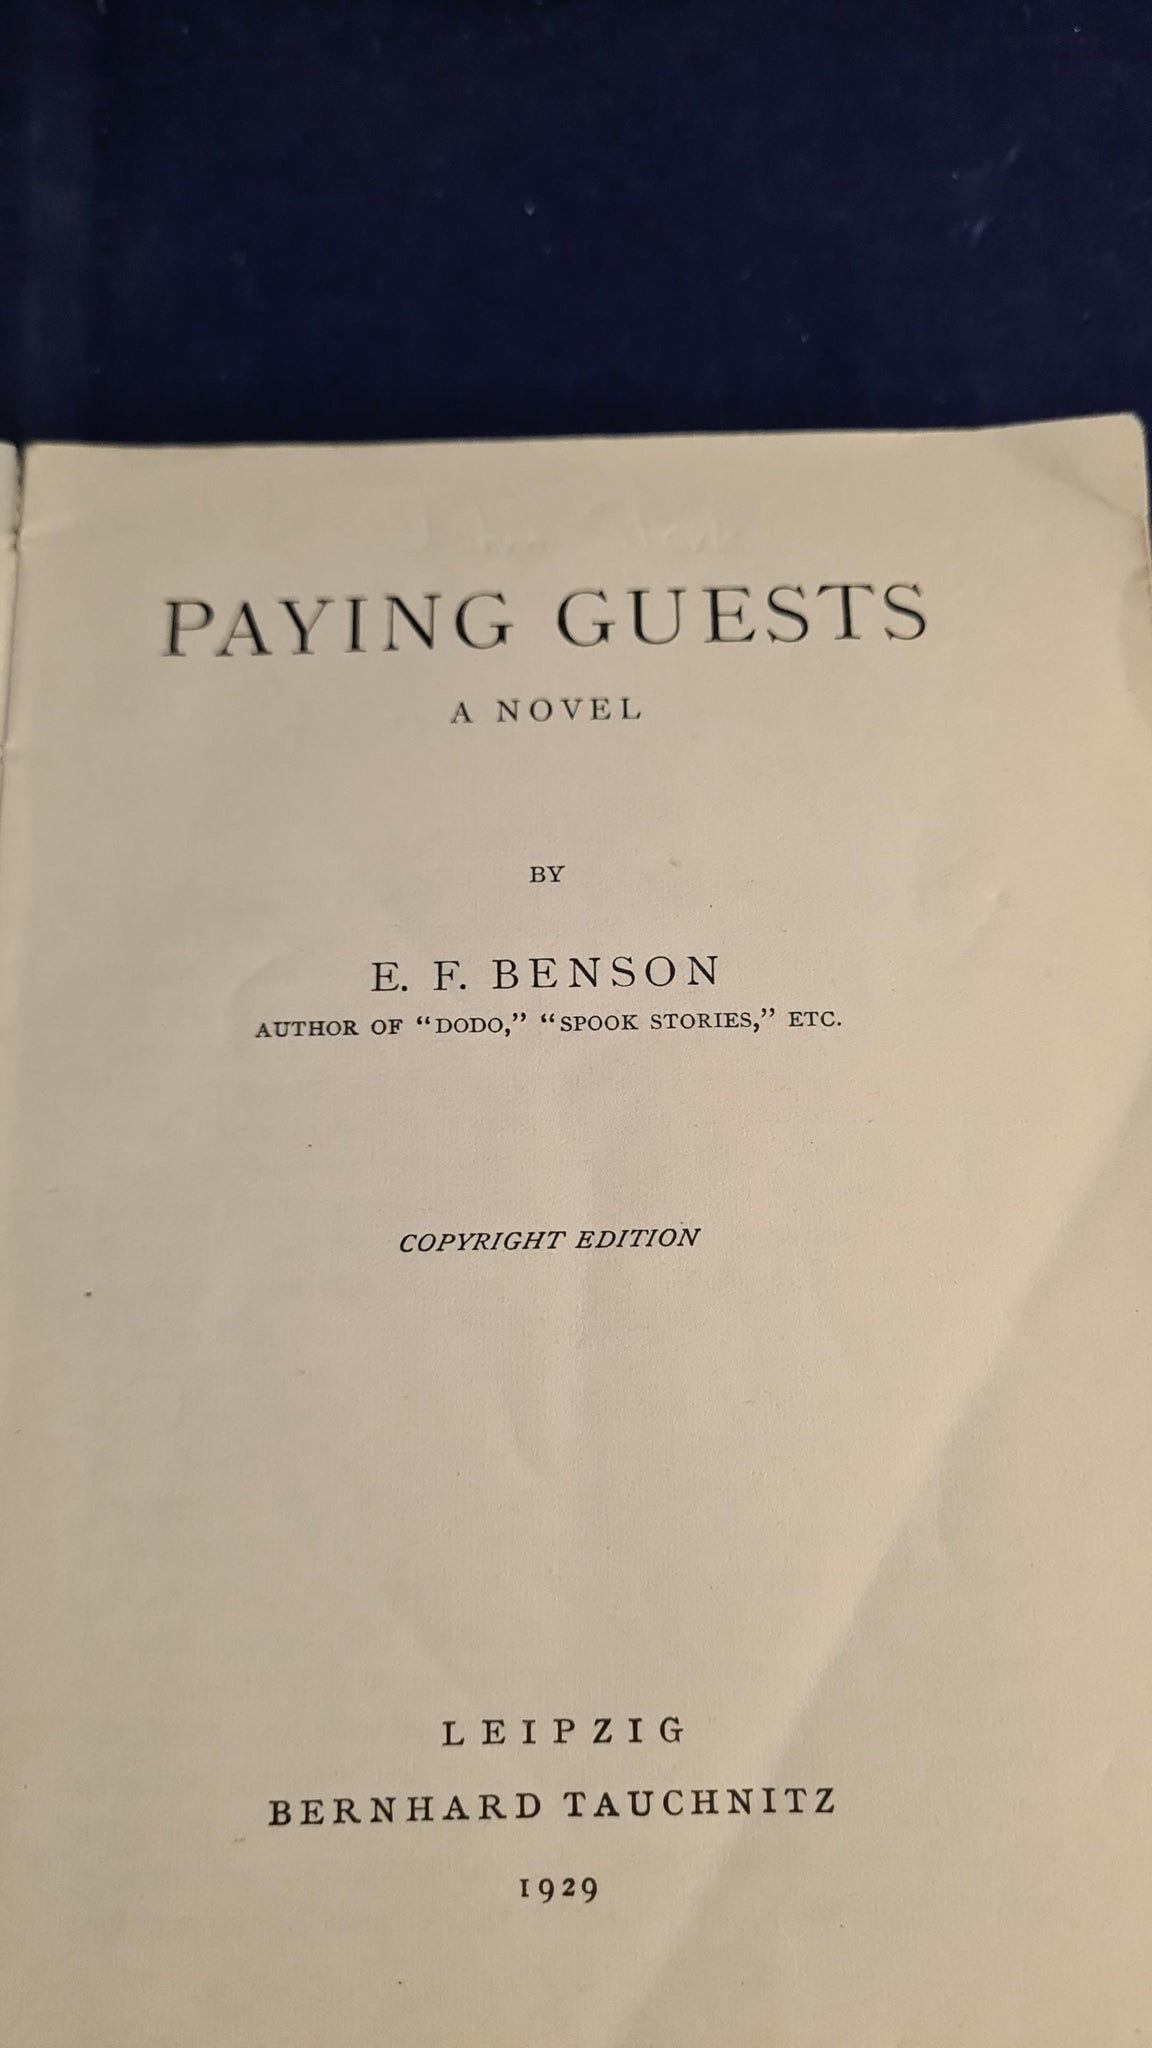 PAYING GUESTS
A NOVEL
BY
E. F. BENSON
AUTHOR OF “DODO,” “SPOOK STORIES,” ETC.
COPYRIGHT EDITION
LEIPZIG
BERNHARD TAUCHNITZ
1929